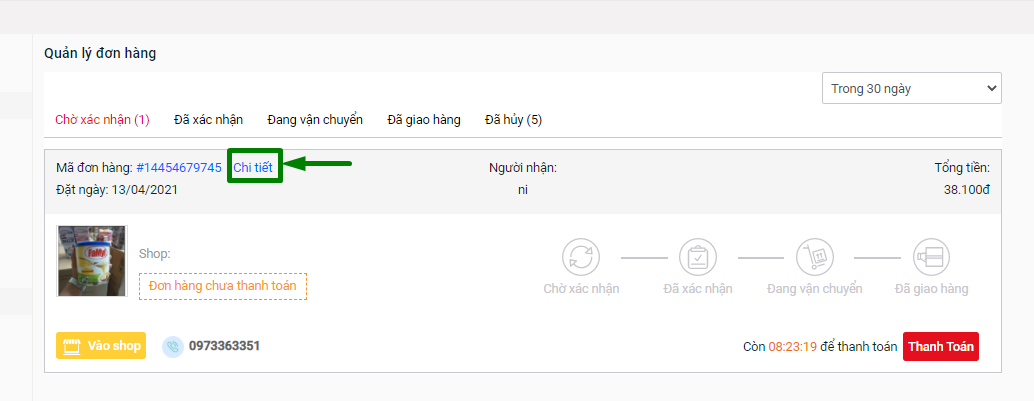 Quản lý đơn hàng
Trong 30 ngày
Chờ xác nhận (1) Đã xác nhận Đang vận chuyển Đã giao hàng Đã hủy (5)
Mã đơn hàng: #14454679745 Chi tiết Người nhận: Tổng tiền:
Đặt ngày: 13/04/2021 ni 38.100đ
FaMy
Shop:
Đơn hàng chưa thanh toán
Chờ xác nhận Đã xác nhận Đang vận chuyển Đã giao hàng
Vào shop 0973363351 Còn 08:23:19 để thanh toán Thanh Toán